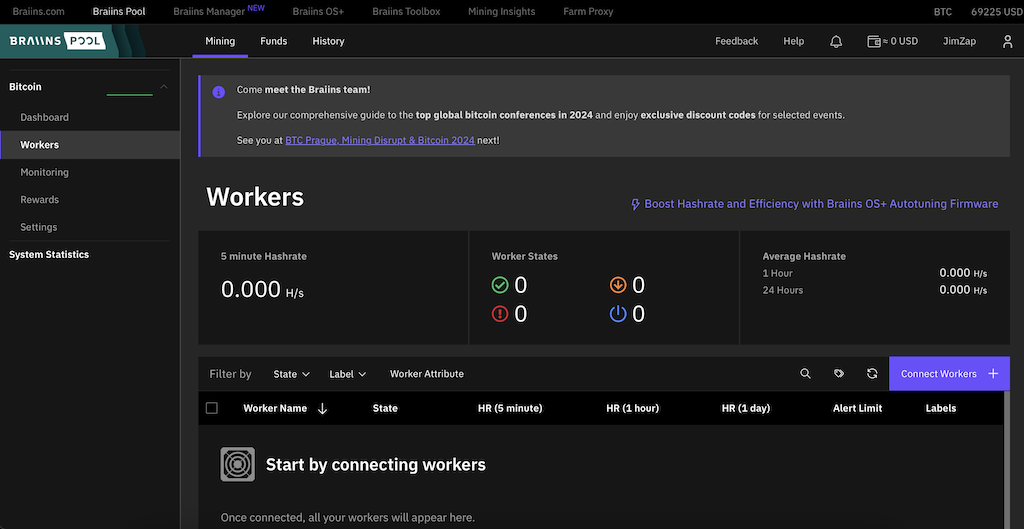 Braiins.com Braiins Pool Braiins Manager NEW Braiins OS+ Braiins Toolbox Mining Insights Farm Proxy BTC 69225 USD
BRAIINS POOL Mining Funds History Feedback Help ≈ 0 USD JimZap
Bitcoin
Dashboard
Workers
Monitoring
Rewards
Settings
System Statistics
Come meet the Braiins team!
Explore our comprehensive guide to the top global bitcoin conferences in 2024 and enjoy exclusive discount codes for selected events.
See you at BTC Prague, Mining Disrupt & Bitcoin 2024 next!
Workers
Boost Hashrate and Efficiency with Braiins OS+ Autotuning Firmware
5 minute Hashrate
0.000 H/s
Worker States
0 0
0 0
Average Hashrate
1 Hour 0.000 H/s
24 Hours 0.000 H/s
Filter by State Label Worker Attribute Connect Workers +
Worker Name State HR (5 minute) HR (1 hour) HR (1 day) Alert Limit Labels
Start by connecting workers
Once connected, all your workers will appear here.